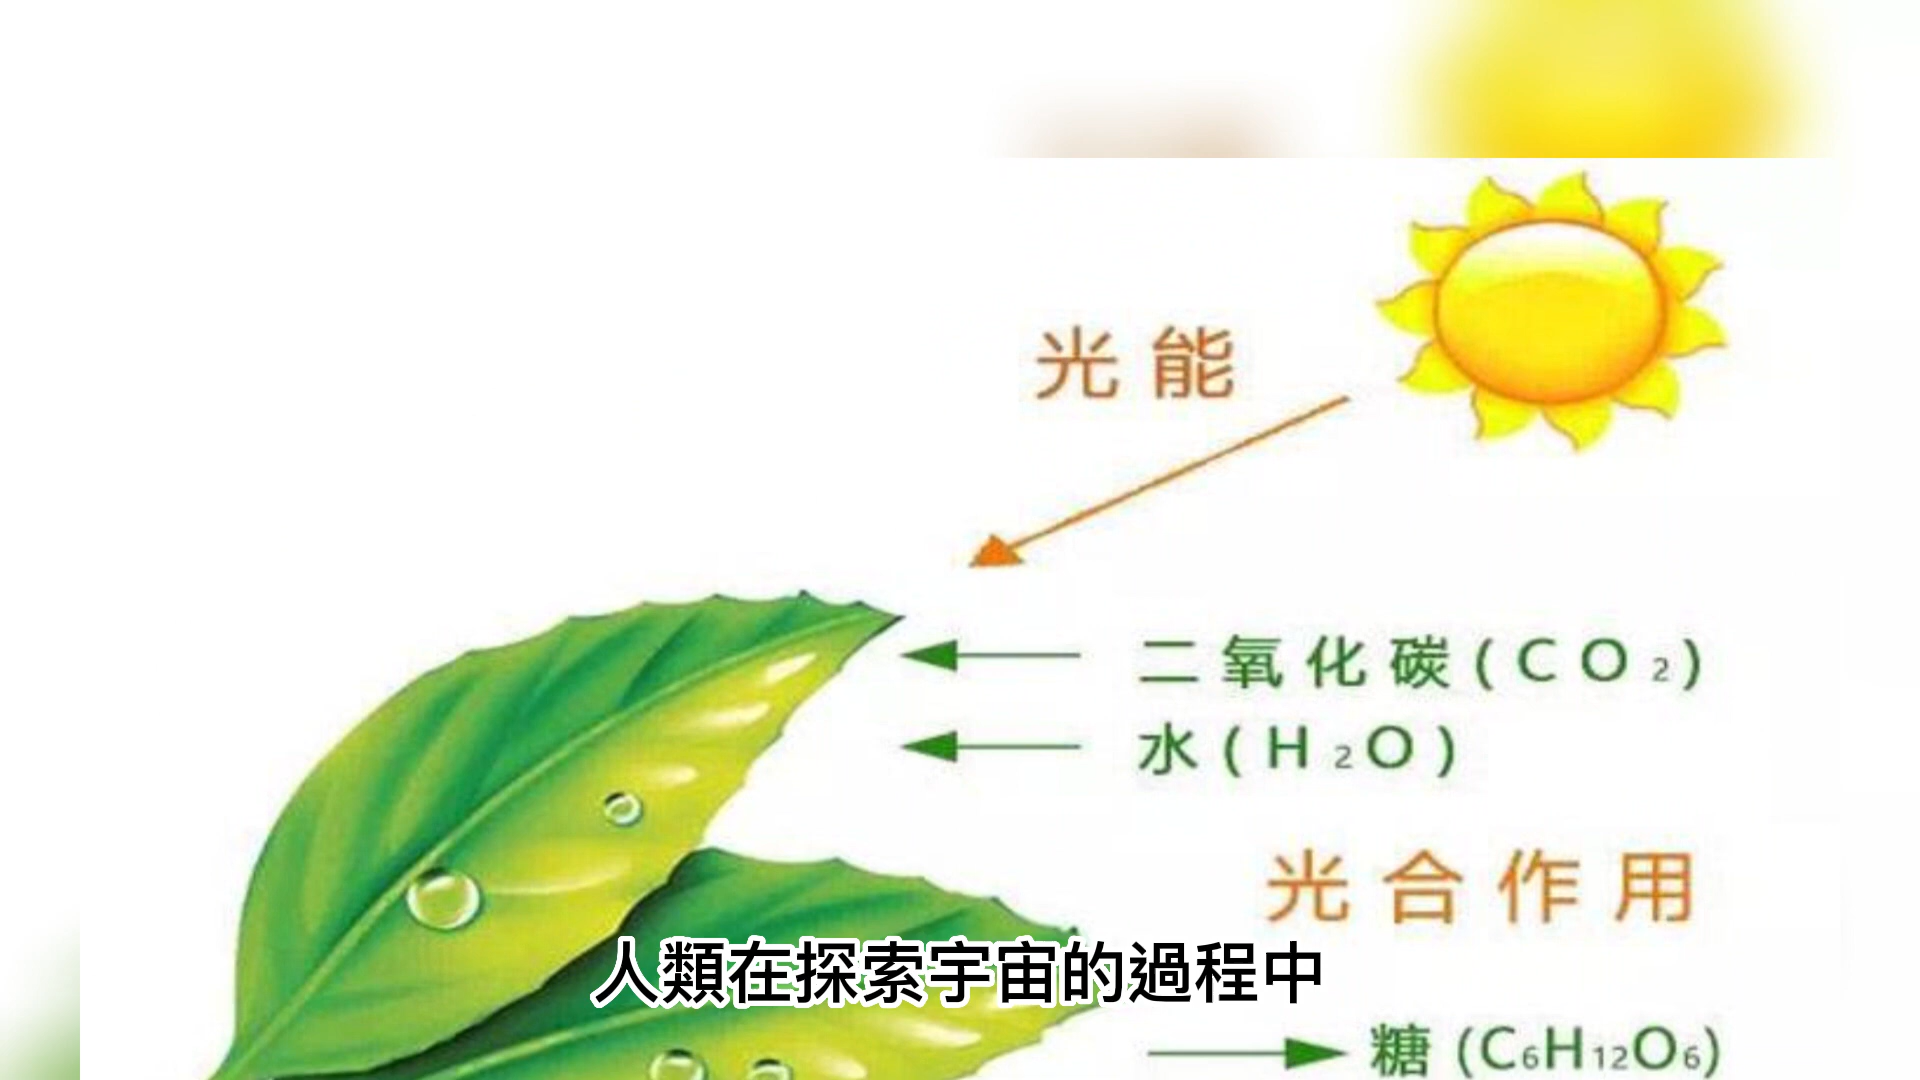 光能
二氧化碳(CO₂)
水(H₂O)
光合作用
人類在探索宇宙的過程中
糖(C₆H₁₂O₆)